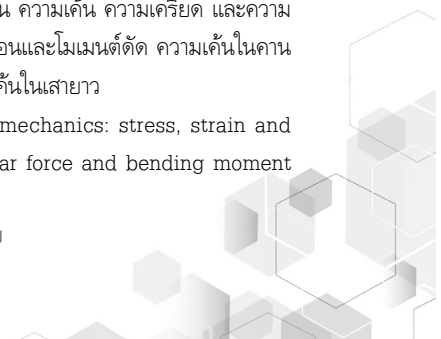 น ความเค้น ความเครียด และความ
อนและโมเมนต์ดัด ความเค้นในคาน
ค้นในเสายาว
mechanics: stress, strain and
ar force and bending moment